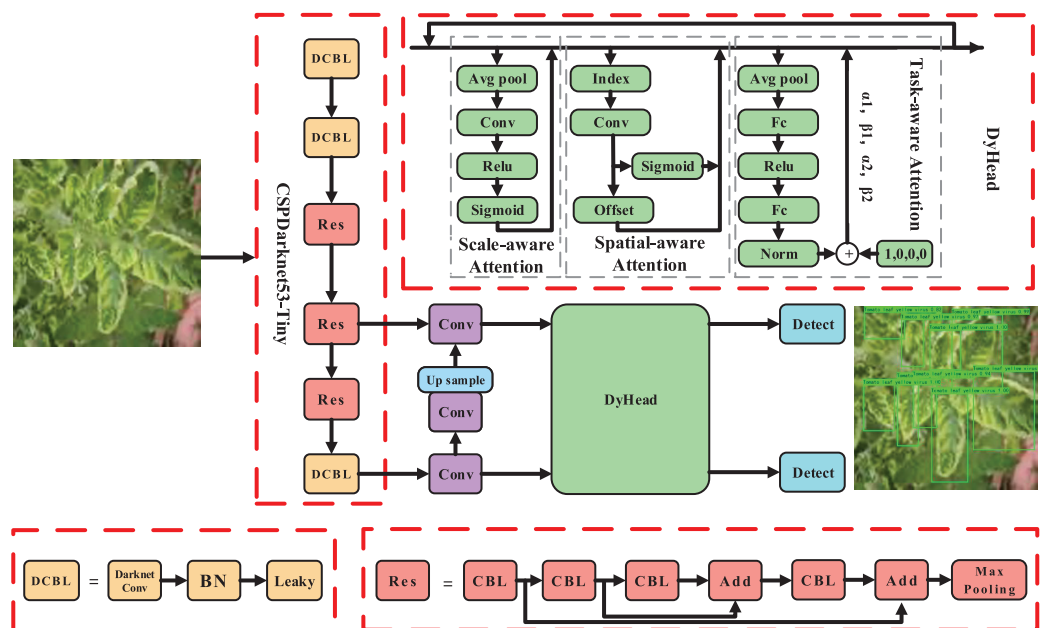 DCBL
DCBL
Res
Res
Res
DCBL
CSPDarknet53-Tiny
Avg pool
Conv
Relu
Sigmoid
Scale-aware
Attention
Index
Conv
Sigmoid
Offset
Spatial-aware
Attention
Avg pool
Fc
Relu
Fc
Norm
+
1,0,0,0
α1, β1, α2, β2
Task-aware Attention
DyHead
Conv
Up sample
Conv
Conv
DyHead
Detect
Detect
DCBL
=
Darknet
Conv
BN
Leaky
Res
=
CBL
CBL
CBL
Add
CBL
Add
Max
Pooling